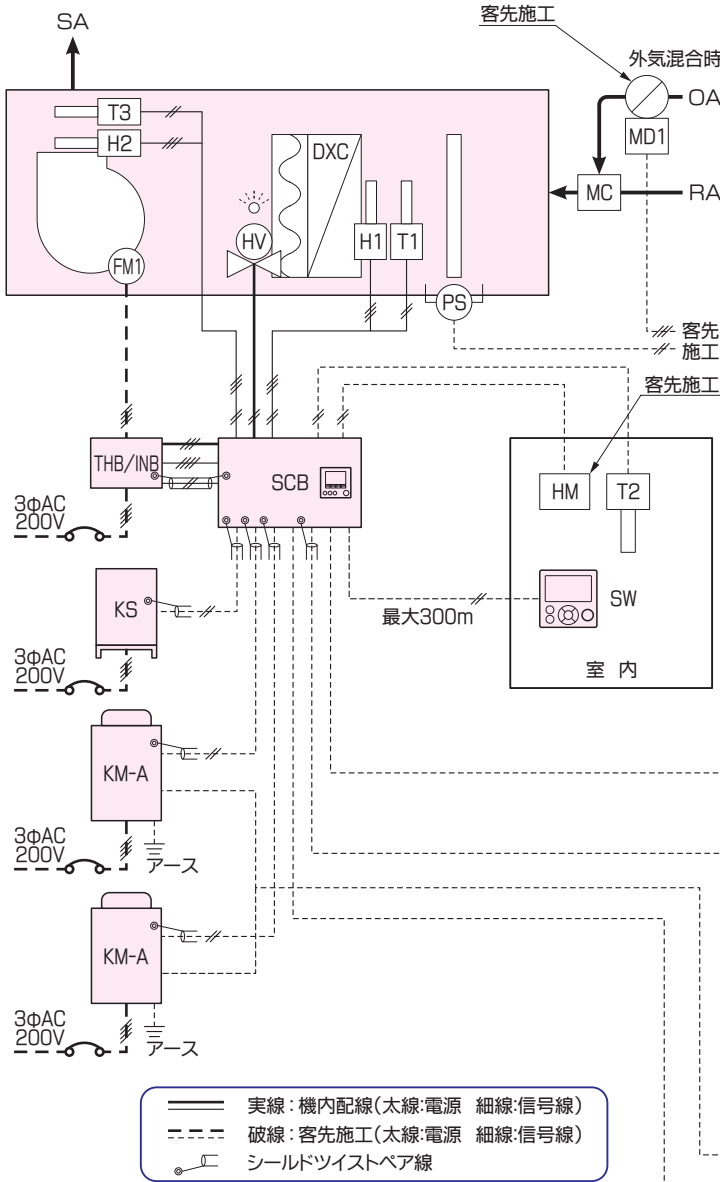 SA
客先施工
外気混合時
OA
MD1
T3
H2
DXC
MC
RA
HV
H1
T1
FM1
PS
客先
施工
客先施工
THB/INB
SCB
HM
T2
3φAC
200V
KS
最大300m
SW
室 内
3φAC
200V
KM-A
3φAC
200V
アース
KM-A
3φAC
200V
アース
実線：機内配線(太線:電源 細線:信号線)
破線：客先施工(太線:電源 細線:信号線)
シールドツイストペア線